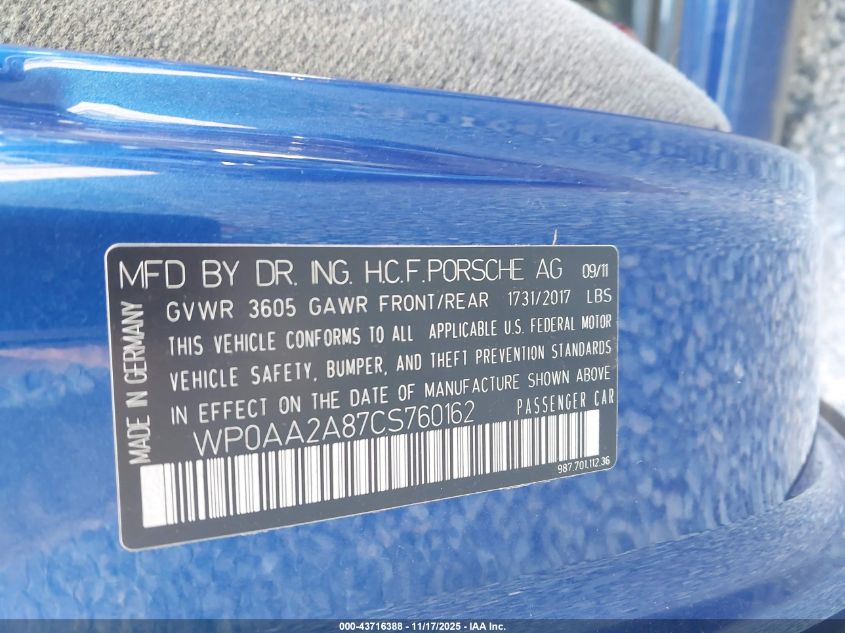 MFD BY DR. ING. H.C.F. PORSCHE AG 09/11
GVWR 3605 GAWR FRONT/REAR 1731/2017 LBS
THIS VEHICLE CONFORMS TO ALL APPLICABLE U.S. FEDERAL MOTOR
VEHICLE SAFETY, BUMPER, AND THEFT PREVENTION STANDARDS
IN EFFECT ON THE DATE OF MANUFACTURE SHOWN ABOVE
WP0AA2A87CS760162 PASSENGER CAR
987.701.112.36
MADE IN GERMANY
000-43716388 — 11/17/2025 — IAA Inc.